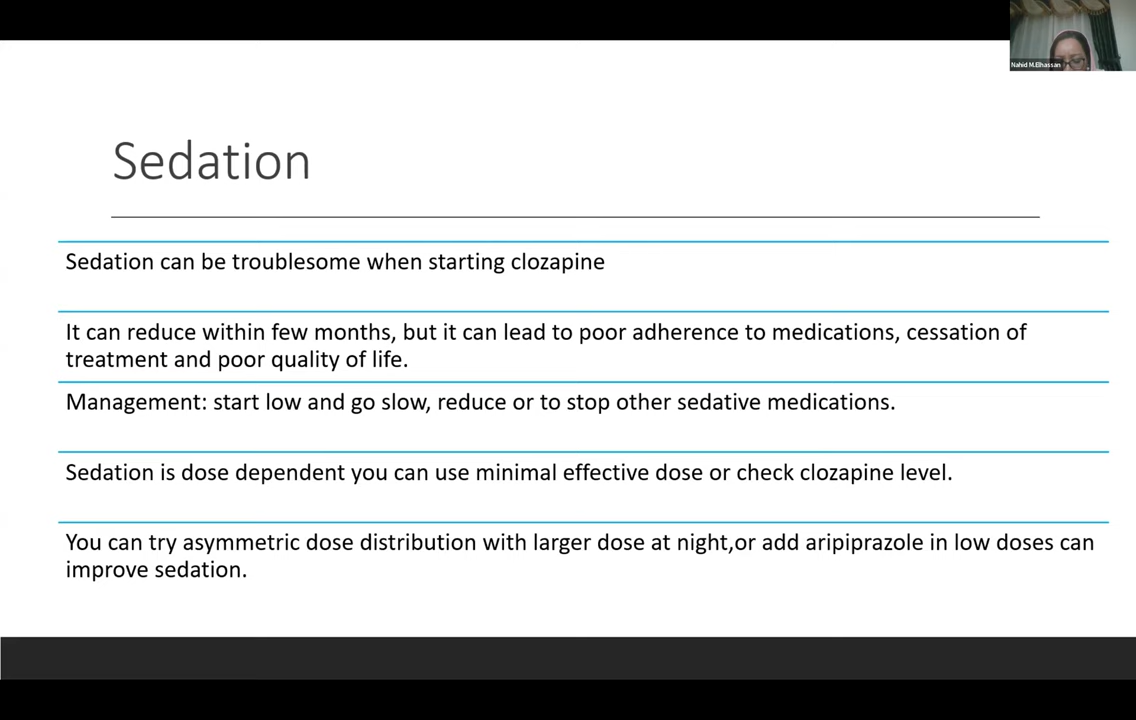 Nahid M.Elhassan
Sedation
Sedation can be troublesome when starting clozapine
It can reduce within few months, but it can lead to poor adherence to medications, cessation of
treatment and poor quality of life.
Management: start low and go slow, reduce or to stop other sedative medications.
Sedation is dose dependent you can use minimal effective dose or check clozapine level.
You can try asymmetric dose distribution with larger dose at night,or add aripiprazole in low doses can
improve sedation.